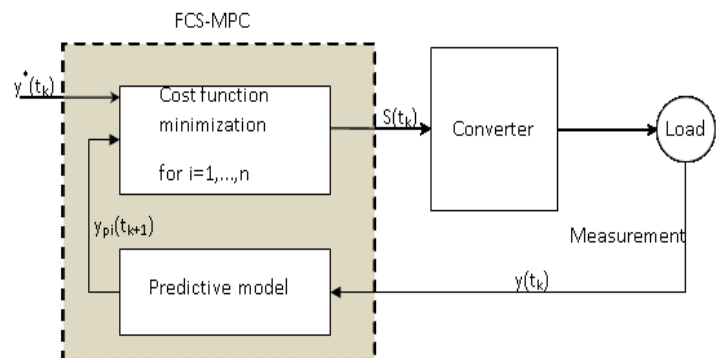 FCS-MPC
y*(tk)
Cost function
minimization
for i=1,...,n
S(tk)
Converter
Load
ypi(tk+1)
Measurement
Predictive model
y(tk)